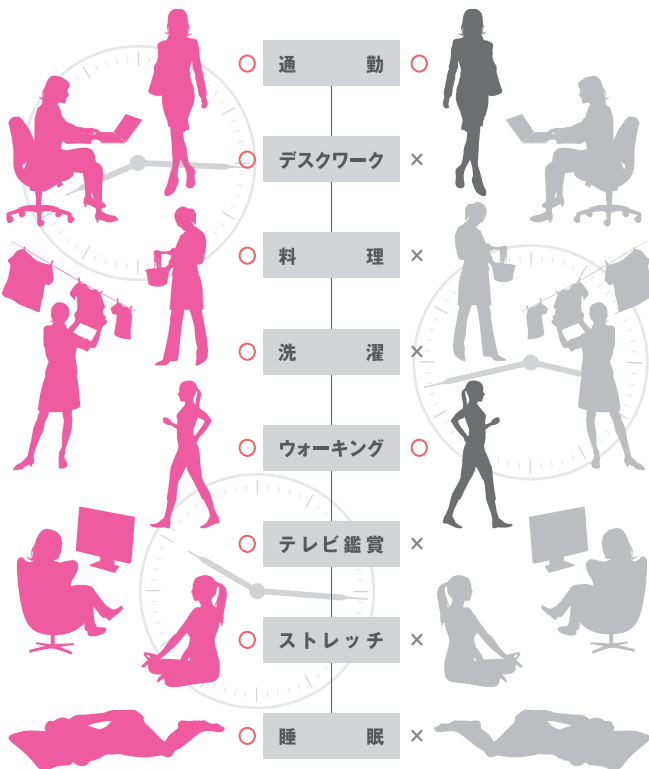 ○ 通勤 ○
○ デスクワーク ×
○ 料理 ×
○ 洗濯 ×
○ ウォーキング ○
○ テレビ鑑賞 ×
○ ストレッチ ×
○ 睡眠 ×